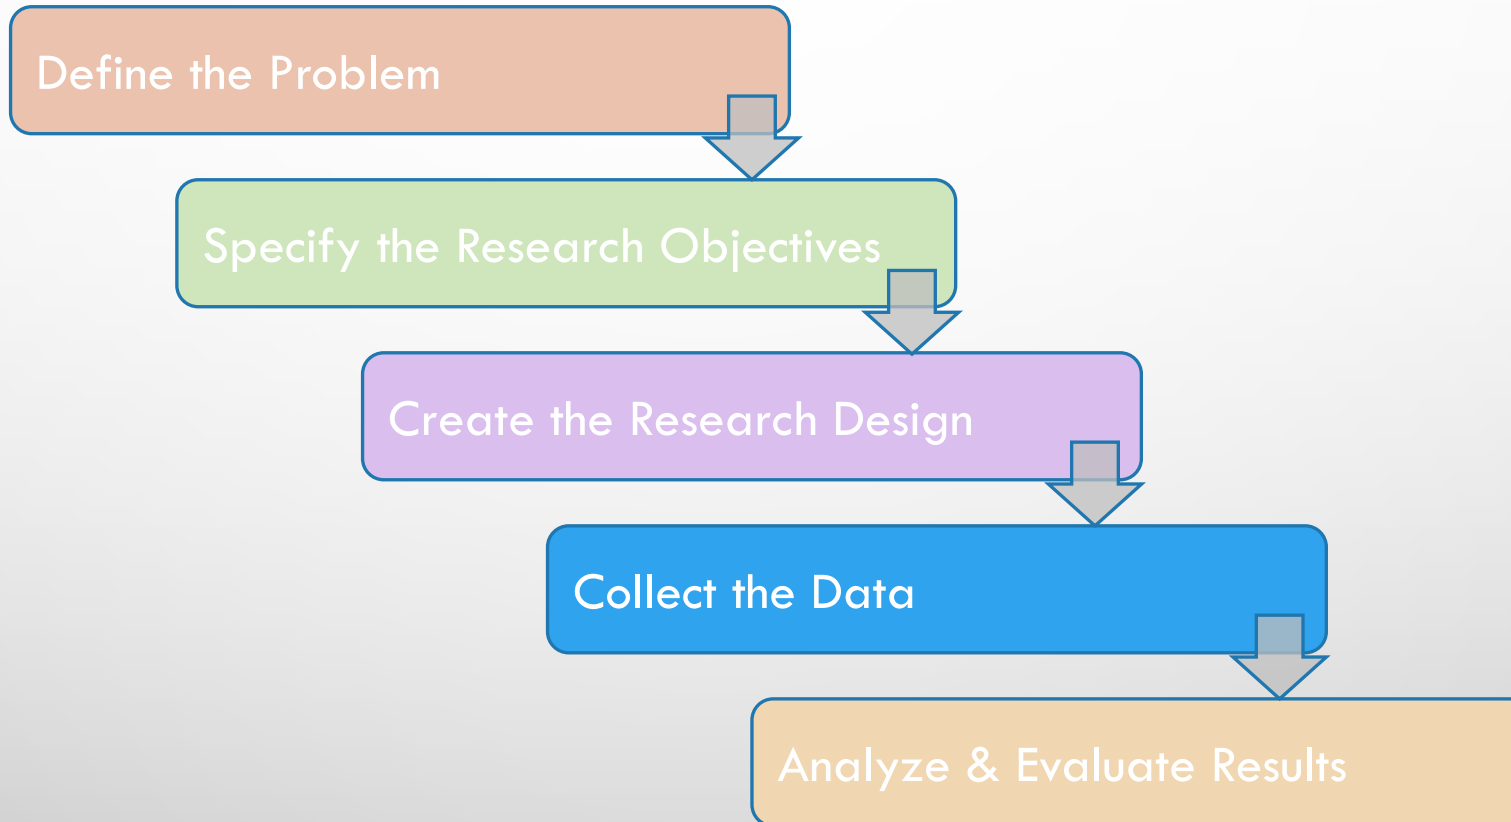 Define the Problem
Specify the Research Objectives
Create the Research Design
Collect the Data
Analyze & Evaluate Results